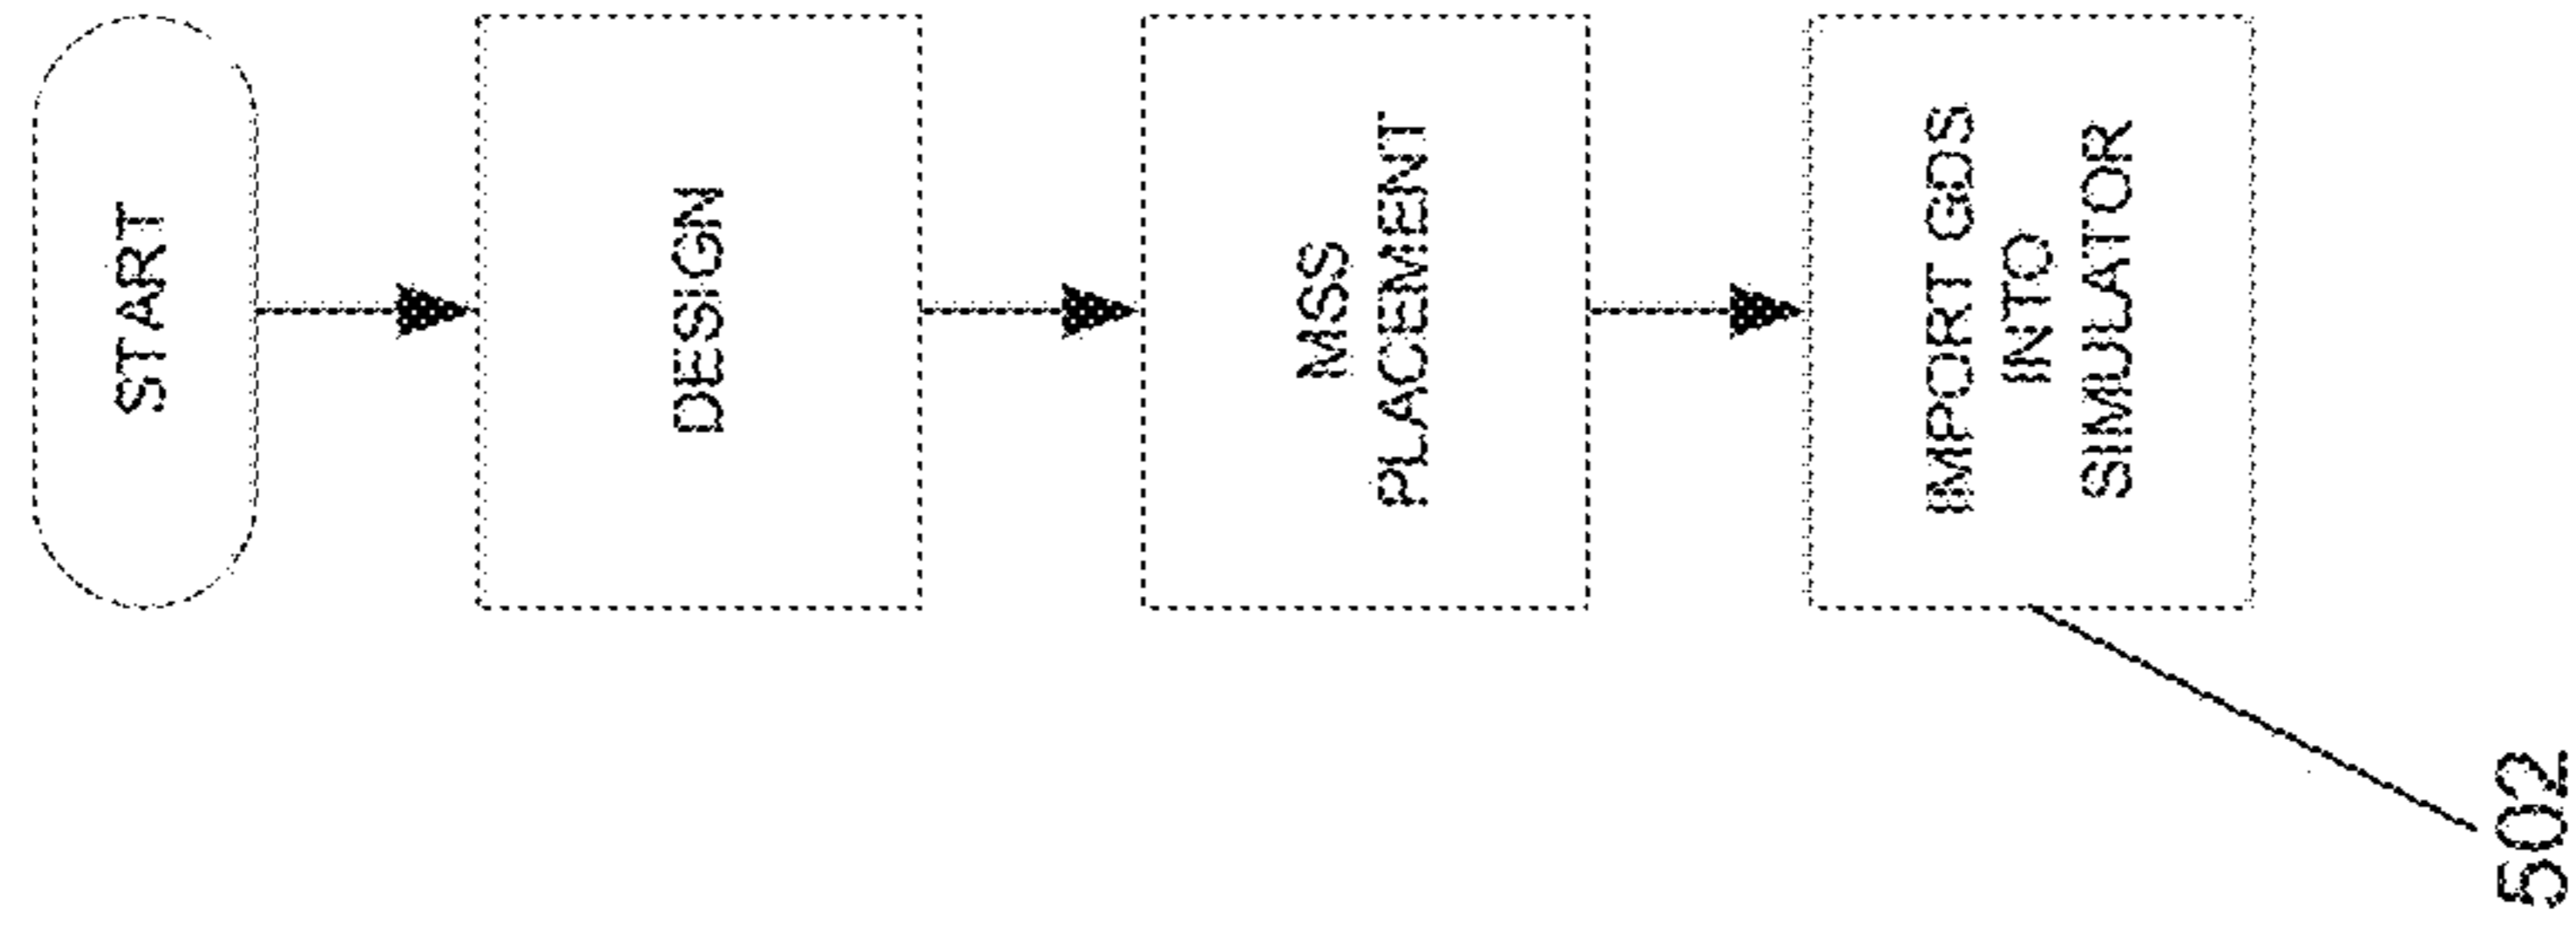 START
DESIGN
MSS
PLACEMENT
IMPORT GDS
INTO
SIMULATOR
502